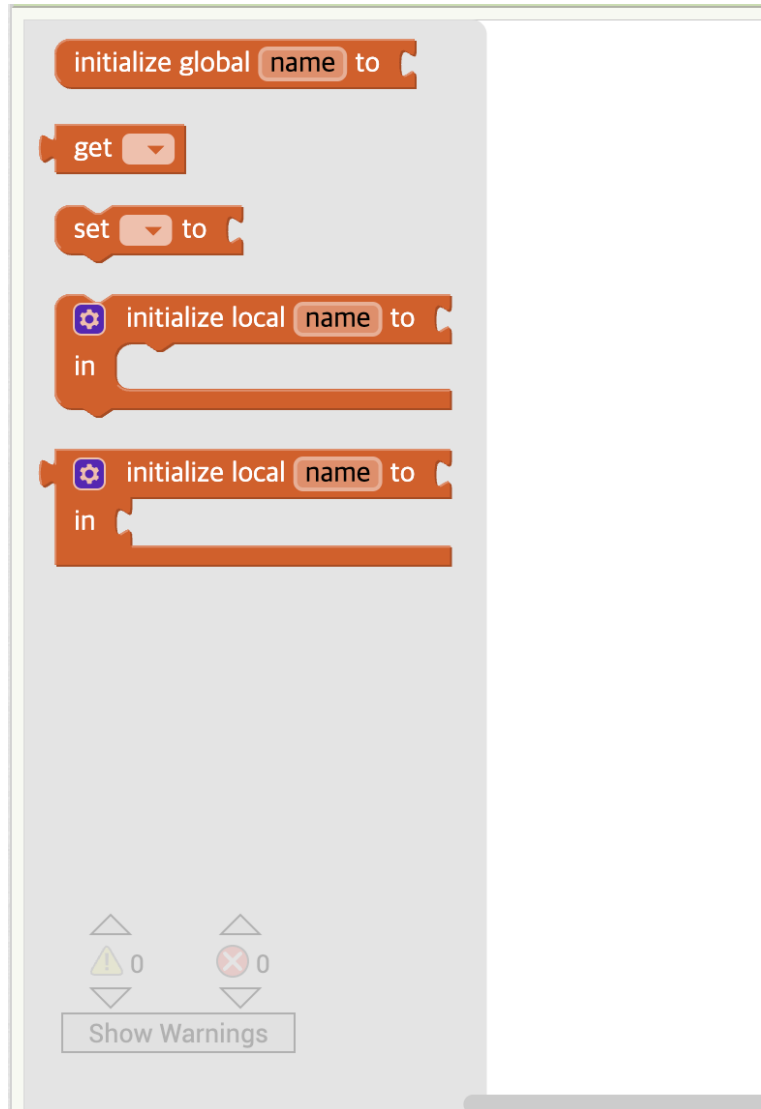 initialize global name to
get
set to
initialize local name to
in
initialize local name to
in
0 0
Show Warnings